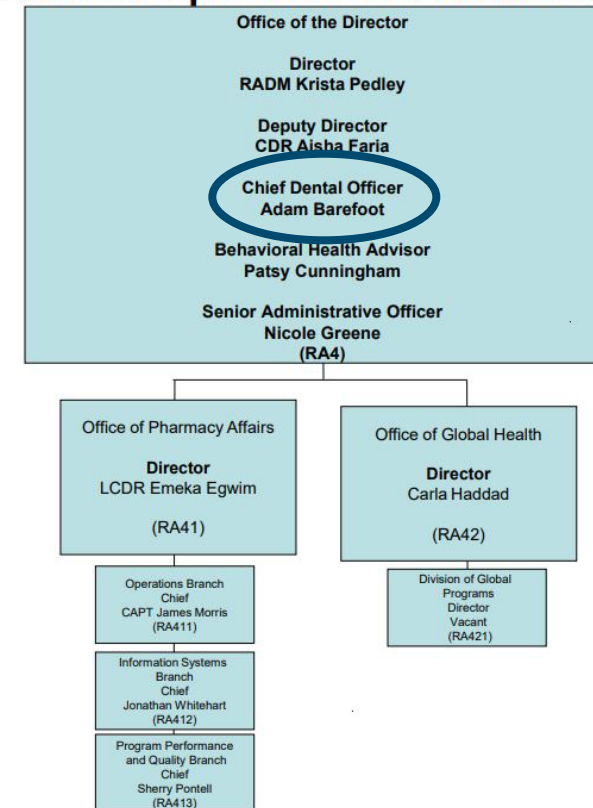 Office of the Director
Director
RADM Krista Pedley
Deputy Director
CDR Aisha Faria
Chief Dental Officer
Adam Barefoot
Behavioral Health Advisor
Patsy Cunningham
Senior Administrative Officer
Nicole Greene
(RA4)
Office of Pharmacy Affairs
Director
LCDR Emeka Egwim
(RA41)
Office of Global Health
Director
Carla Haddad
(RA42)
Operations Branch
Chief
CAPT James Morris
(RA411)
Division of Global
Programs
Director
Vacant
(RA421)
Information Systems
Branch
Chief
Jonathan Whitehart
(RA412)
Program Performance
and Quality Branch
Chief
Sherry Pontell
(RA413)